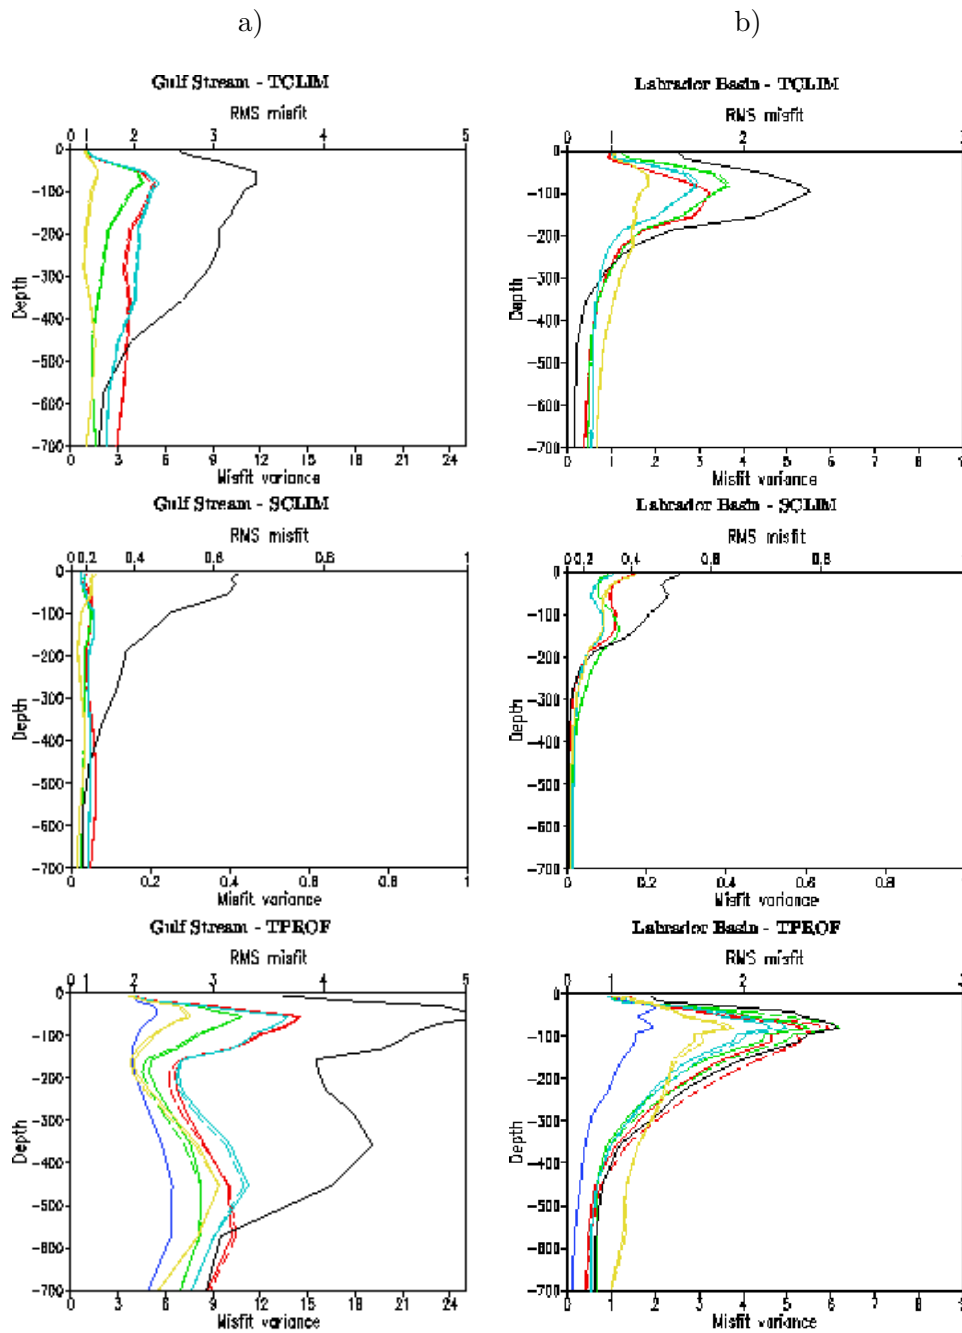 a)
b)
Gulf Stream - TCLIM
RMS misfit
0 1 2 3 4 5
0
-100
-200
-300
-400
-500
-600
-700
Depth
0 3 6 9 12 15 18 21 24
Misfit variance
Labrador Basin - TCLIM
RMS misfit
0 1 2 3
0
-100
-200
-300
-400
-500
-600
-700
Depth
0 1 2 3 4 5 6 7 8 9
Misfit variance
Gulf Stream - SCLIM
RMS misfit
0 0.2 0.4 0.6 0.8 1
0
-100
-200
-300
-400
-500
-600
-700
Depth
0 0.2 0.4 0.6 0.8 1
Misfit variance
Labrador Basin - SCLIM
RMS misfit
0 0.2 0.4 0.6 0.8 1
0
-100
-200
-300
-400
-500
-600
-700
Depth
0 0.2 0.4 0.6 0.8
Misfit variance
Gulf Stream - TPROF
RMS misfit
0 1 2 3 4 5
0
-100
-200
-300
-400
-500
-600
-700
Depth
0 3 6 9 12 15 18 21 24
Misfit variance
Labrador Basin - TPROF
RMS misfit
0 1 2 3
0
-100
-200
-300
-400
-500
-600
-700
Depth
0 1 2 3 4 5 6 7 8 9
Misfit variance